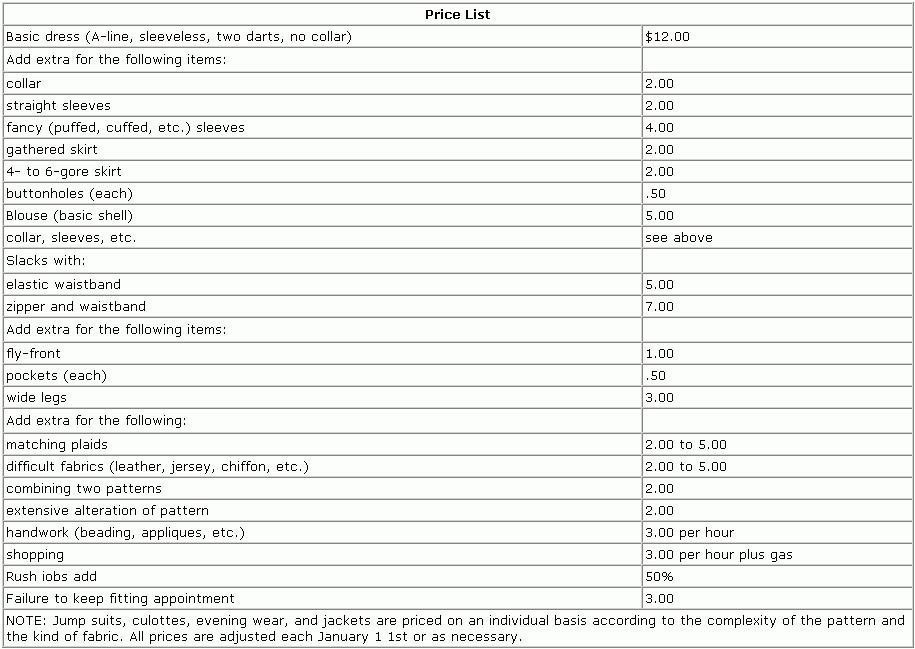 Price List
Basic dress (A-line, sleeveless, two darts, no collar) $12.00
Add extra for the following items:
collar 2.00
straight sleeves 2.00
fancy (puffed, cuffed, etc.) sleeves 4.00
gathered skirt 2.00
4- to 6-gore skirt 2.00
buttonholes (each) .50
Blouse (basic shell) 5.00
collar, sleeves, etc. see above
Slacks with:
elastic waistband 5.00
zipper and waistband 7.00
Add extra for the following items:
fly-front 1.00
pockets (each) .50
wide legs 3.00
Add extra for the following:
matching plaids 2.00 to 5.00
difficult fabrics (leather, jersey, chiffon, etc.) 2.00 to 5.00
combining two patterns 2.00
extensive alteration of pattern 2.00
handwork (beading, appliques, etc.) 3.00 per hour
shopping 3.00 per hour plus gas
Rush iobs add 50%
Failure to keep fitting appointment 3.00
NOTE: Jump suits, culottes, evening wear, and jackets are priced on an individual basis according to the complexity of the pattern and
the kind of fabric. All prices are adjusted each January 1 1st or as necessary.